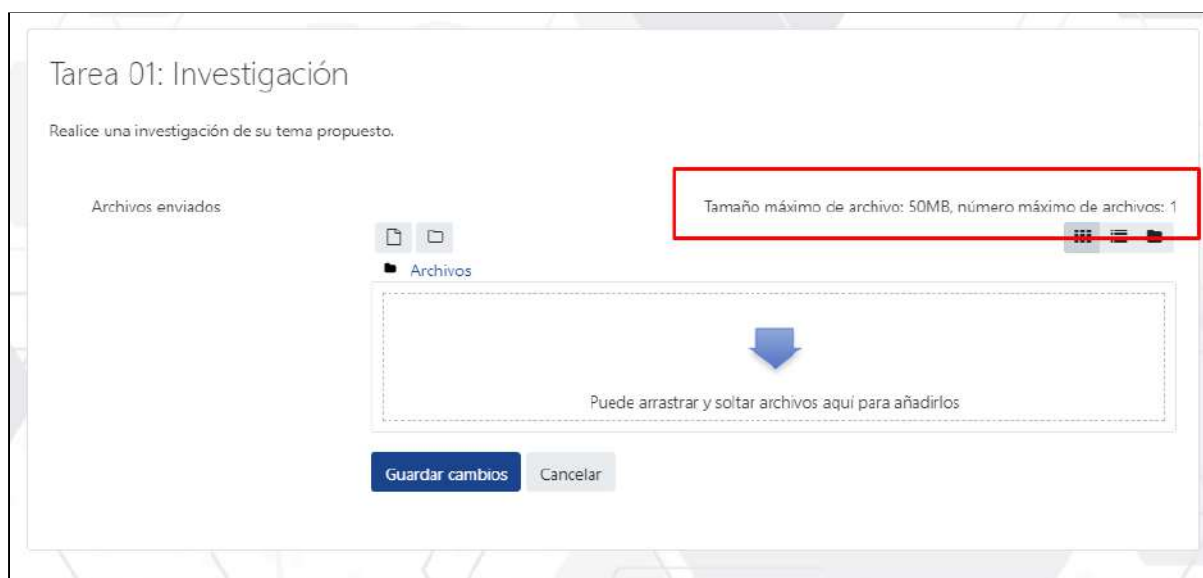 Tarea 01: Investigación
Realice una investigación de su tema propuesto.
Archivos enviados
Tamaño máximo de archivo: 50MB, número máximo de archivos: 1
Archivos
Puede arrastrar y soltar archivos aquí para añadirlos
Guardar cambios
Cancelar